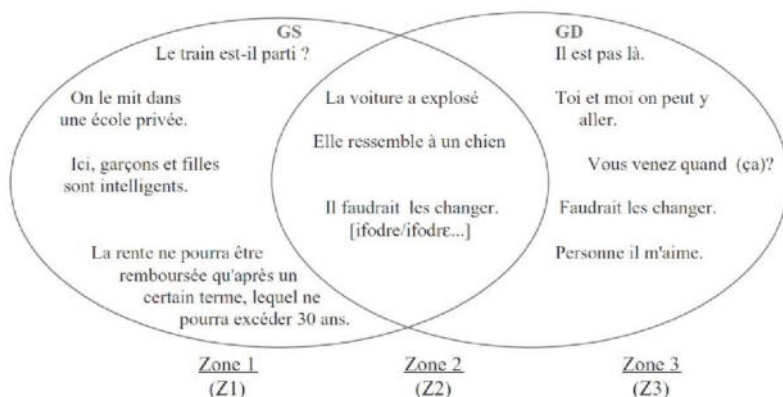 GS
Le train est-il parti ?
On le mit dans
une école privée.
Ici, garçons et filles
sont intelligents.
La rente ne pourra être
remboursée qu'après un
certain terme, lequel ne
pourra excéder 30 ans.
La voiture a explosé
Elle ressemble à un chien
Il faudrait les changer.
[ifodre/ifodrɛ...]
GD
Il est pas là.
Toi et moi on peut y
aller.
Vous venez quand (ça)?
Faudrait les changer.
Personne il m'aime.
Zone 1
(Z1)
Zone 2
(Z2)
Zone 3
(Z3)